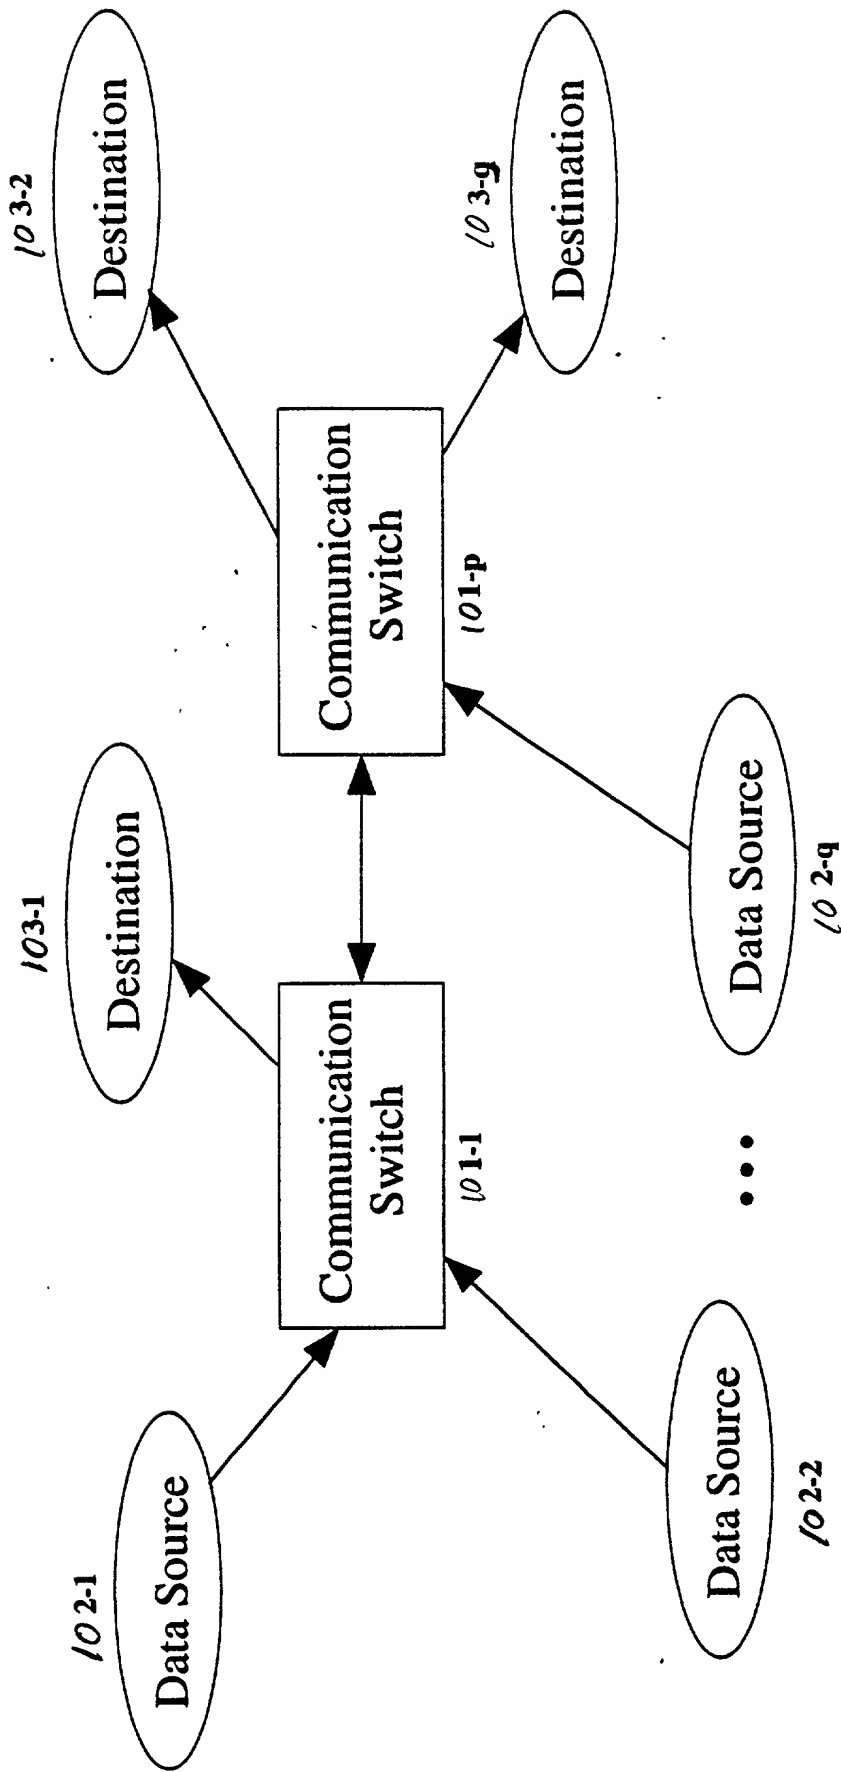 102-1
Data Source
103-1
Destination
103-2
Destination
Communication
Switch
101-1
Communication
Switch
101-p
103-q
Destination
102-2
Data Source
• • •
Data Source
102-q